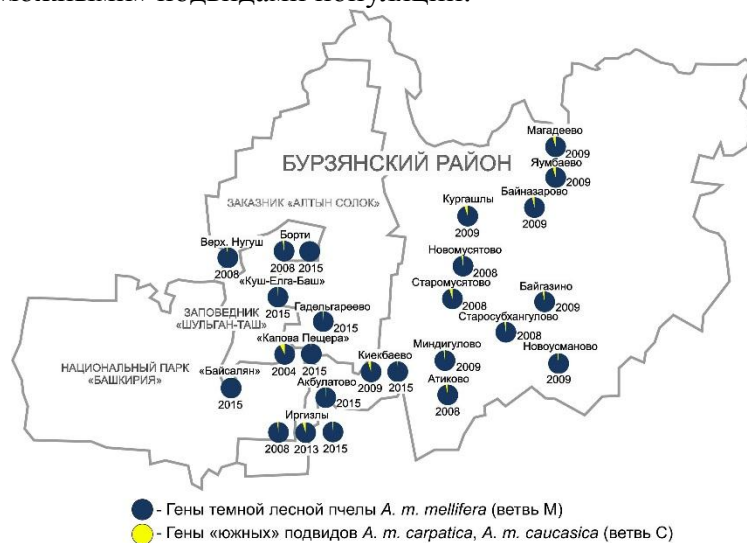 подвидами популяции.
Магадеево
2009
БУРЗЯНСКИЙ РАЙОН
Яумбаево
2009
ЗАКАЗНИК «АЛТЫН СОЛОК»
Кургашлы
2009
Байназарово
2009
Верх. Нугуш
2008
Борти
2008 2015
Новомусятово
2008
«Куш-Елга-Баш»
2015
Старомусятово
2008
Байгазино
2009
ЗАПОВЕДНИК
«ШУЛЬГАН-ТАШ»
Гадельгареево
2015
Старосубхангулово
2008
НАЦИОНАЛЬНЫЙ ПАРК
«БАШКИРИЯ»
«Капова Пещера»
2004 2015
Миндигулово
2009
Новоусманово
2009
«Байсалян»
2015
Киекбаево
2009 2015
Акбулатово
2015
Атиково
2008
Иргизлы
2008 2013 2015
- Гены темной лесной пчелы A. m. mellifera (ветвь M)
- Гены «южных» подвидов A. m. carpatica, A. m. caucasica (ветвь C)